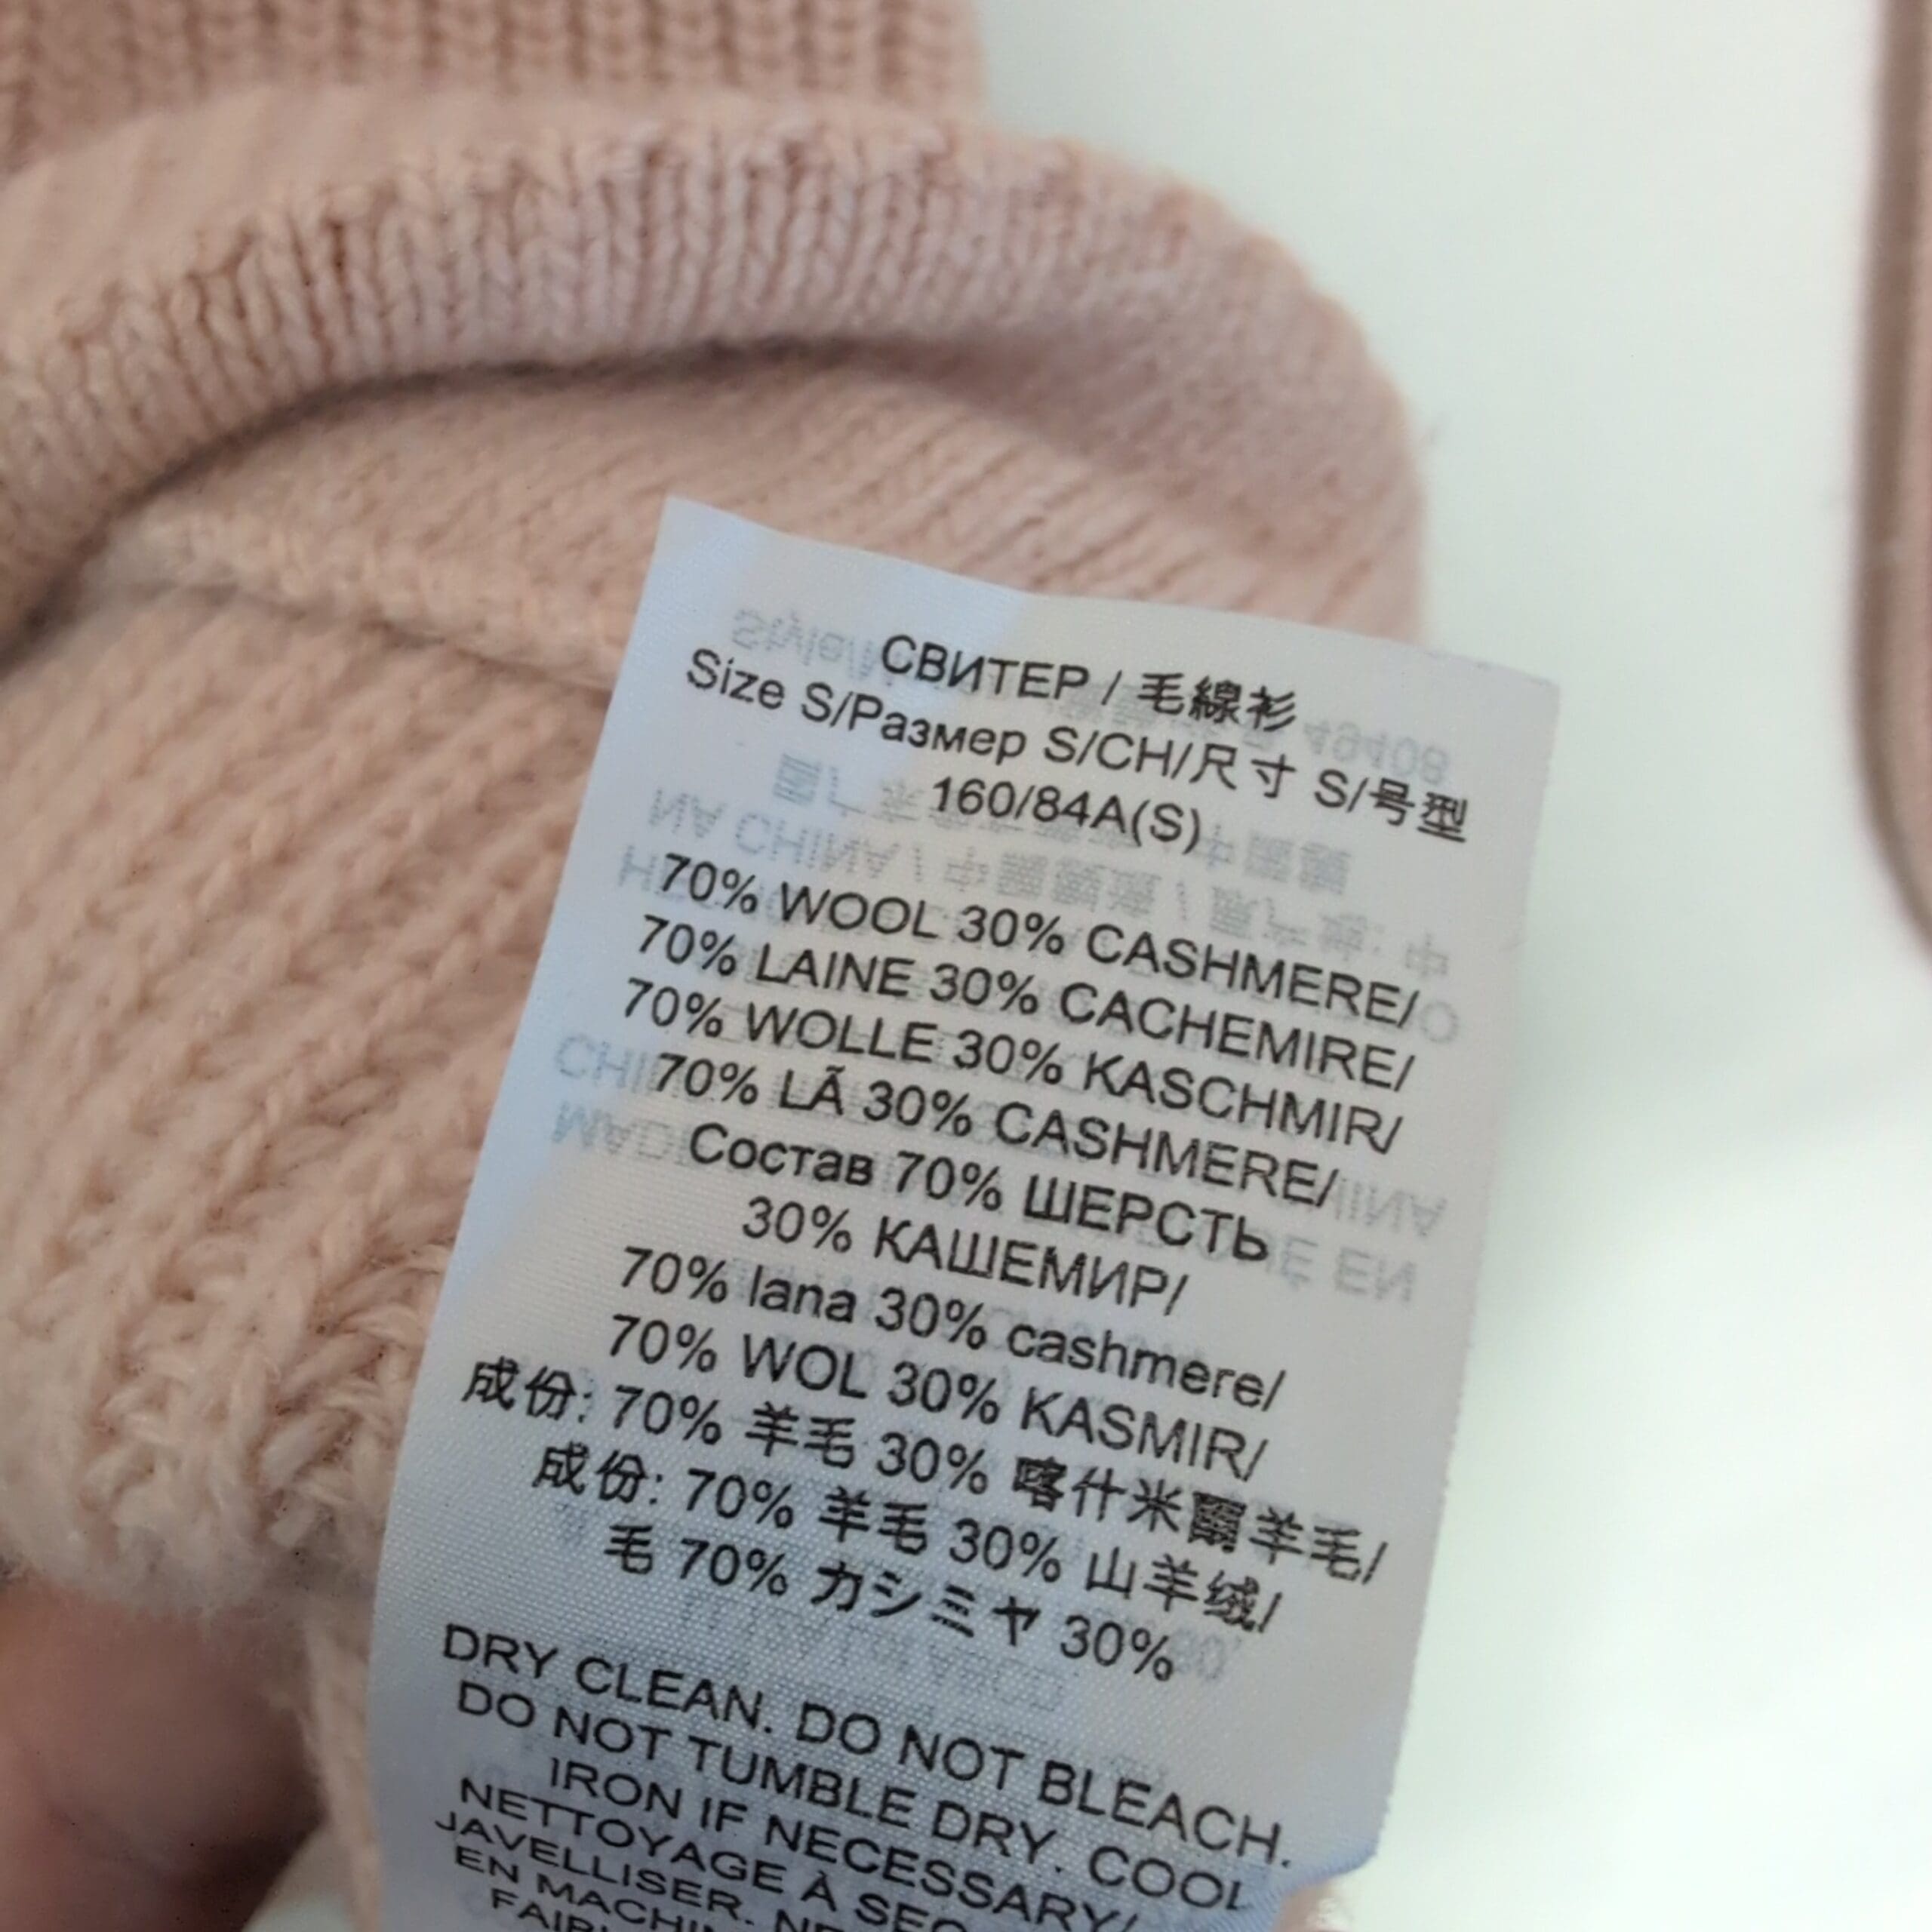 СВИТЕР / 毛線衫
Size S/Размер S/CH/尺寸 S/号型
160/84A(S)
70% WOOL 30% CASHMERE/
70% LAINE 30% CACHEMIRE/
70% WOLLE 30% KASCHMIR/
70% LÃ 30% CASHMERE/
Состав 70% ШЕРСТЬ
30% КАШЕМИР/
70% lana 30% cashmere/
70% WOL 30% KASMIR/
成份: 70% 羊毛 30% 喀什米爾羊毛/
成份: 70% 羊毛 30% 山羊绒/
毛 70% カシミヤ 30%
DRY CLEAN. DO NOT BLEACH.
DO NOT TUMBLE DRY. COOL
IRON IF NECESSARY/
NETTOYAGE À SEC
JAVELLISER.
EN